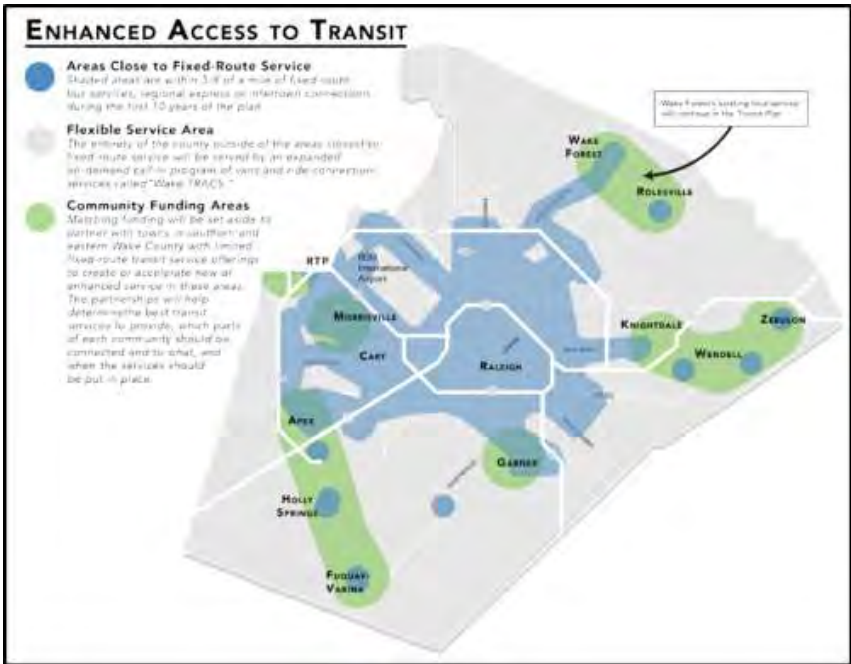 ENHANCED ACCESS TO TRANSIT
Areas Close to Fixed-Route Service
Shaded areas are within 3/4 of a mile of fixed-route
bus services, regional express or intertown connections
during the first 10 years of the plan.
Flexible Service Area
The entirety of the county outside of the areas closest to
fixed route service will be served by an expanded
on-demand call-in program of vans and ride-connection
services called "Wake TRACS."
Community Funding Areas
Matching funding will be set aside to
partner with towns in southern and
eastern Wake County with limited
fixed-route transit service offerings
to create or accelerate new or
enhanced service in these areas.
The partnerships will help
determine the best transit
services to provide, which parts
of each community should be
connected and to what, and
when the services should
be put in place.
Wake Forest's existing local service
will continue in the Transit Plan
WAKE
FOREST
ROLESVILLE
RTP
RDU
International
Airport
MORRISVILLE
CARY
RALEIGH
KNIGHTDALE
ZEBULON
WENDELL
APEX
GARNER
HOLLY
SPRINGS
FUQUAY-
VARINA